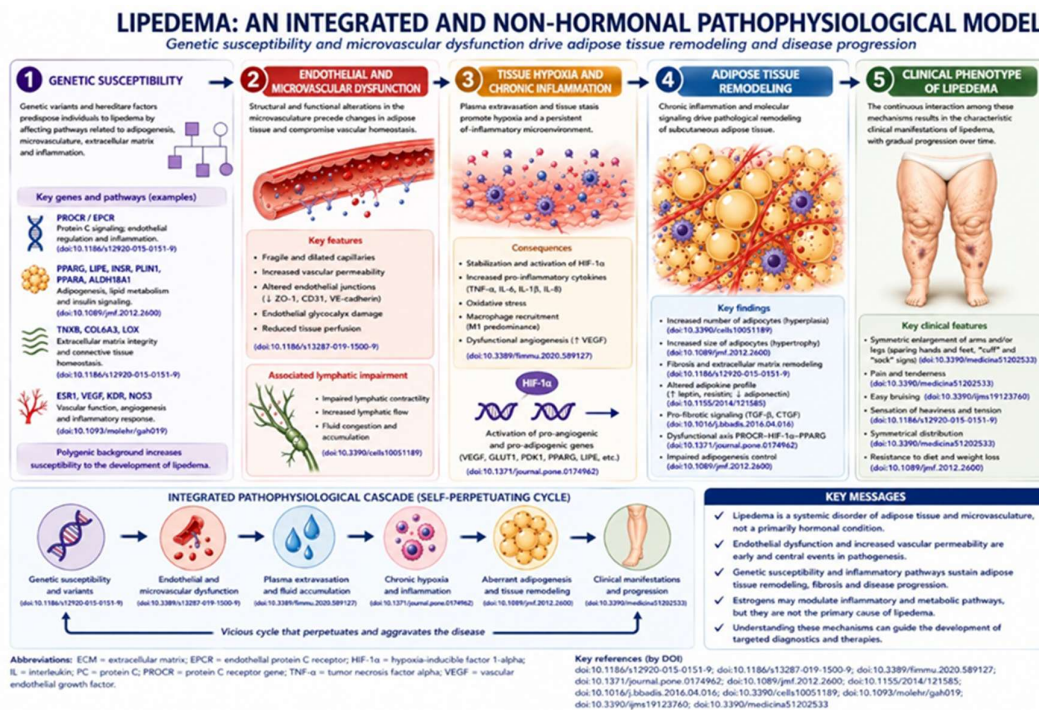 LIPEDEMA: AN INTEGRATED AND NON-HORMONAL PATHOPHYSIOLOGICAL MODEL
Genetic susceptibility and microvascular dysfunction drive adipose tissue remodeling and disease progression
1 GENETIC SUSCEPTIBILITY
Genetic variants and hereditare factors
predispose individuals to lipedema by
affecting pathways related to adipogenesis,
microvasculature, extracellular matrix
and inflammation.
Key genes and pathways (examples)
PROCR / EPCR
Protein C signaling; endothelial
regulation and inflammation.
(doi:10.1186/s12920-015-0151-9)
PPARG, LIPE, INSR, PLIN1,
PPARA, ALDH18A1
Adipogenesis, lipid metabolism
and insulin signaling.
(doi:10.1089/jmf.2012.2600)
TNXB, COL6A3, LOX
Extracellular matrix integrity
and connective tissue
homeostasis.
(doi:10.1186/s12920-015-0151-9)
ESR1, VEGF, KDR, NOS3
Vascular function, angiogenesis
and inflammatory response.
(doi:10.1093/molehr/gah019)
Polygenic background increases
susceptibility to the development of lipedema.
2 ENDOTHELIAL AND
MICROVASCULAR DYSFUNCTION
Structural and functional alterations in the
microvasculature precede changes in adipose
tissue and compromise vascular homeostasis.
Key features
• Fragile and dilated capillaries
• Increased vascular permeability
• Altered endothelial junctions
(↓ ZO-1, CD31, VE-cadherin)
• Endothelial glycocalyx damage
• Reduced tissue perfusion
(doi:10.1186/s13287-019-1500-9)
Associated lymphatic impairment
• Impaired lymphatic contractility
• Increased lymphatic flow
• Fluid congestion and
accumulation
(doi:10.3390/cells10051189)
3 TISSUE HYPOXIA AND
CHRONIC INFLAMMATION
Plasma extravasation and tissue stasis
promote hypoxia and a persistent
of-inflammatory microenvironment.
Consequences
• Stabilization and activation of HIF-1α
• Increased pro-inflammatory cytokines
(TNF-α, IL-6, IL-1β, IL-8)
• Oxidative stress
• Macrophage recruitment
(M1 predominance)
• Dysfunctional angiogenesis (↑ VEGF)
(doi:10.3389/fimmu.2020.589127)
HIF-1α
Activation of pro-angiogenic
and pro-adipogenic genes
(VEGF, GLUT1, PDK1, PPARG, LIPE, etc.)
(doi:10.1371/journal.pone.0174962)
4 ADIPOSE TISSUE
REMODELING
Chronic inflammation and molecular
signaling drive pathological remodeling
of subcutaneous adipose tissue.
Key findings
• Increased number of adipocytes (hyperplasia)
(doi:10.3390/cells10051189)
• Increased size of adipocytes (hypertrophy)
(doi:10.1089/jmf.2012.2600)
• Fibrosis and extracellular matrix remodeling
(doi:10.1186/s12920-015-0151-9)
• Altered adipokine profile
(↑ leptin, resistin; ↓ adiponectin)
(doi:10.1155/2014/121585)
• Pro-fibrotic signaling (TGF-β, CTGF)
(doi:10.1016/j.bbadis.2016.04.016)
• Dysfunctional axis PROCR–HIF-1α–PPARG
(doi:10.1371/journal.pone.0174962)
• Impaired adipogenesis control
(doi:10.1089/jmf.2012.2600)
5 CLINICAL PHENOTYPE
OF LIPEDEMA
The continuous interaction among these
mechanisms results in the characteristic
clinical manifestations of lipedema,
with gradual progression over time.
Key clinical features
• Symmetric enlargement of arms and/or
legs (sparing hands and feet, "cuff" and
"sock" signs) (doi:10.3390/medicina51202533)
• Pain and tenderness
(doi:10.3390/medicina51202533)
• Easy bruising (doi:10.3390/ijms19123760)
• Sensation of heaviness and tension
(doi:10.1186/s12920-015-0151-9)
• Symmetrical distribution
(doi:10.3390/medicina51202533)
• Resistance to diet and weight loss
(doi:10.1089/jmf.2012.2600)
INTEGRATED PATHOPHYSIOLOGICAL CASCADE (SELF-PERPETUATING CYCLE)
Genetic susceptibility
and variants
(doi:10.1186/s12920-015-0151-9)
Endothelial and
microvascular dysfunction
(doi:10.3389/s13287-019-1500-9)
Plasma extravasation
and fluid accumulation
(doi:10.3389/fimmu.2020.589127)
Chronic hypoxia
and inflammation
(doi:10.1371/journal.pone.0174962)
Aberrant adipogenesis
and tissue remodeling
(doi:10.1089/jmf.2012.2600)
Clinical manifestations
and progression
(doi:10.3390/medicina51202533)
Vicious cycle that perpetuates and aggravates the disease
KEY MESSAGES
✓ Lipedema is a systemic disorder of adipose tissue and microvasculature,
not a primarily hormonal condition.
✓ Endothelial dysfunction and increased vascular permeability are
early and central events in pathogenesis.
✓ Genetic susceptibility and inflammatory pathways sustain adipose
tissue remodeling, fibrosis and disease progression.
✓ Estrogens may modulate inflammatory and metabolic pathways,
but they are not the primary cause of lipedema.
✓ Understanding these mechanisms can guide the development of
targeted diagnostics and therapies.
Abbreviations: ECM = extracellular matrix; EPCR = endothelial protein C receptor; HIF-1α = hypoxia-inducible factor 1-alpha;
IL = interleukin; PC = protein C; PROCR = protein C receptor gene; TNF-α = tumor necrosis factor alpha; VEGF = vascular
endothelial growth factor.
Key references (by DOI)
doi:10.1186/s12920-015-0151-9; doi:10.1186/s13287-019-1500-9; doi:10.3389/fimmu.2020.589127;
doi:10.1371/journal.pone.0174962; doi:10.1089/jmf.2012.2600; doi:10.1155/2014/121585;
doi:10.1016/j.bbadis.2016.04.016; doi:10.3390/cells10051189; doi:10.1093/molehr/gah019;
doi:10.3390/ijms19123760; doi:10.3390/medicina51202533